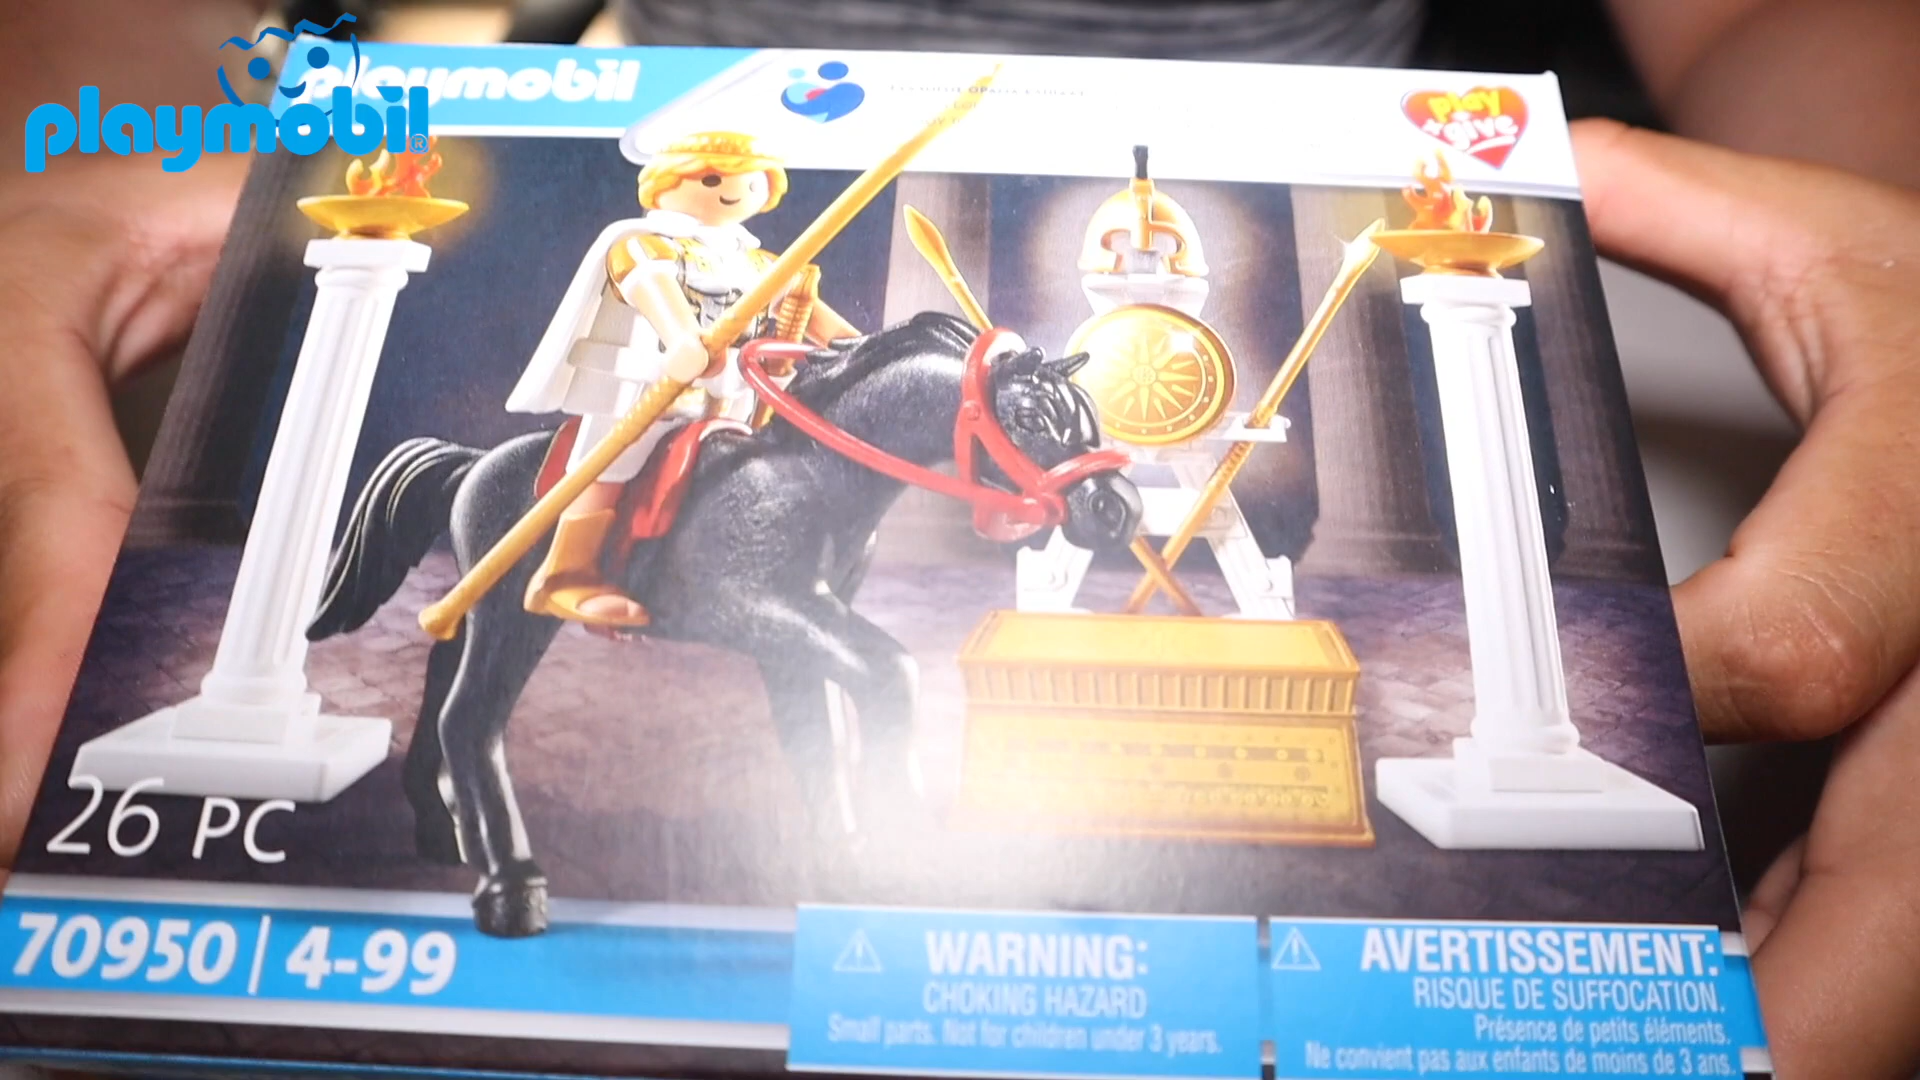 playmobil®
playmobil
play
+
give
26 PC
70950 | 4-99
WARNING:
CHOKING HAZARD
Small parts. Not for children under 3 years.
AVERTISSEMENT:
RISQUE DE SUFFOCATION.
Présence de petits éléments.
Ne convient pas aux enfants de moins de 3 ans.